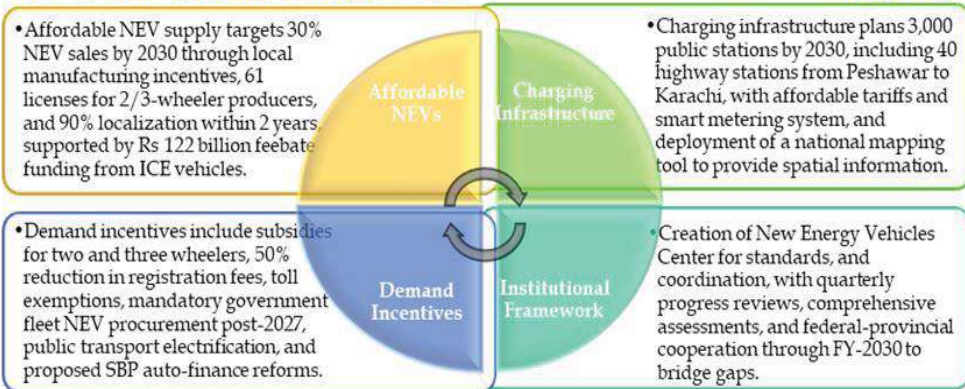 •Affordable NEV supply targets 30%
NEV sales by 2030 through local
manufacturing incentives, 61
licenses for 2/3-wheeler producers,
and 90% localization within 2 years,
supported by Rs 122 billion feebate
funding from ICE vehicles.
Affordable
NEVs
Charging
Infrastructure
•Charging infrastructure plans 3,000
public stations by 2030, including 40
highway stations from Peshawar to
Karachi, with affordable tariffs and
smart metering system, and
deployment of a national mapping
tool to provide spatial information.
•Demand incentives include subsidies
for two and three wheelers, 50%
reduction in registration fees, toll
exemptions, mandatory government
fleet NEV procurement post-2027,
public transport electrification, and
proposed SBP auto-finance reforms.
Demand
Incentives
Institutional
Framework
•Creation of New Energy Vehicles
Center for standards, and
coordination, with quarterly
progress reviews, comprehensive
assessments, and federal-provincial
cooperation through FY-2030 to
bridge gaps.